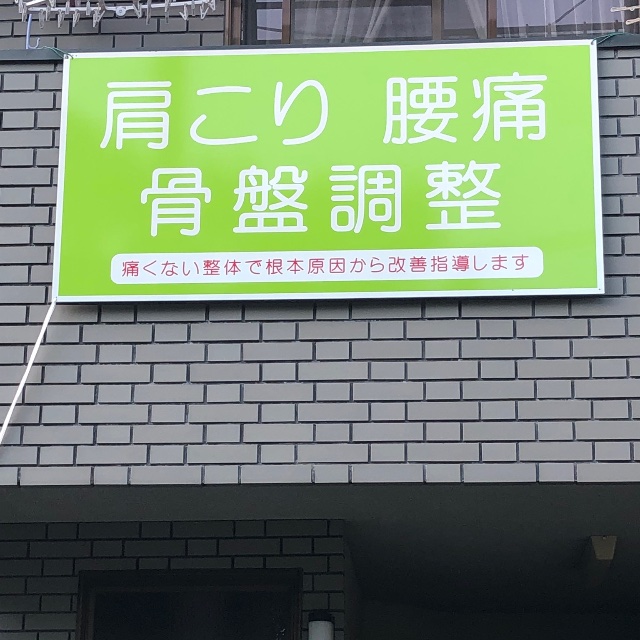 肩こり 腰痛
骨盤調整
痛くない整体で根本原因から改善指導します